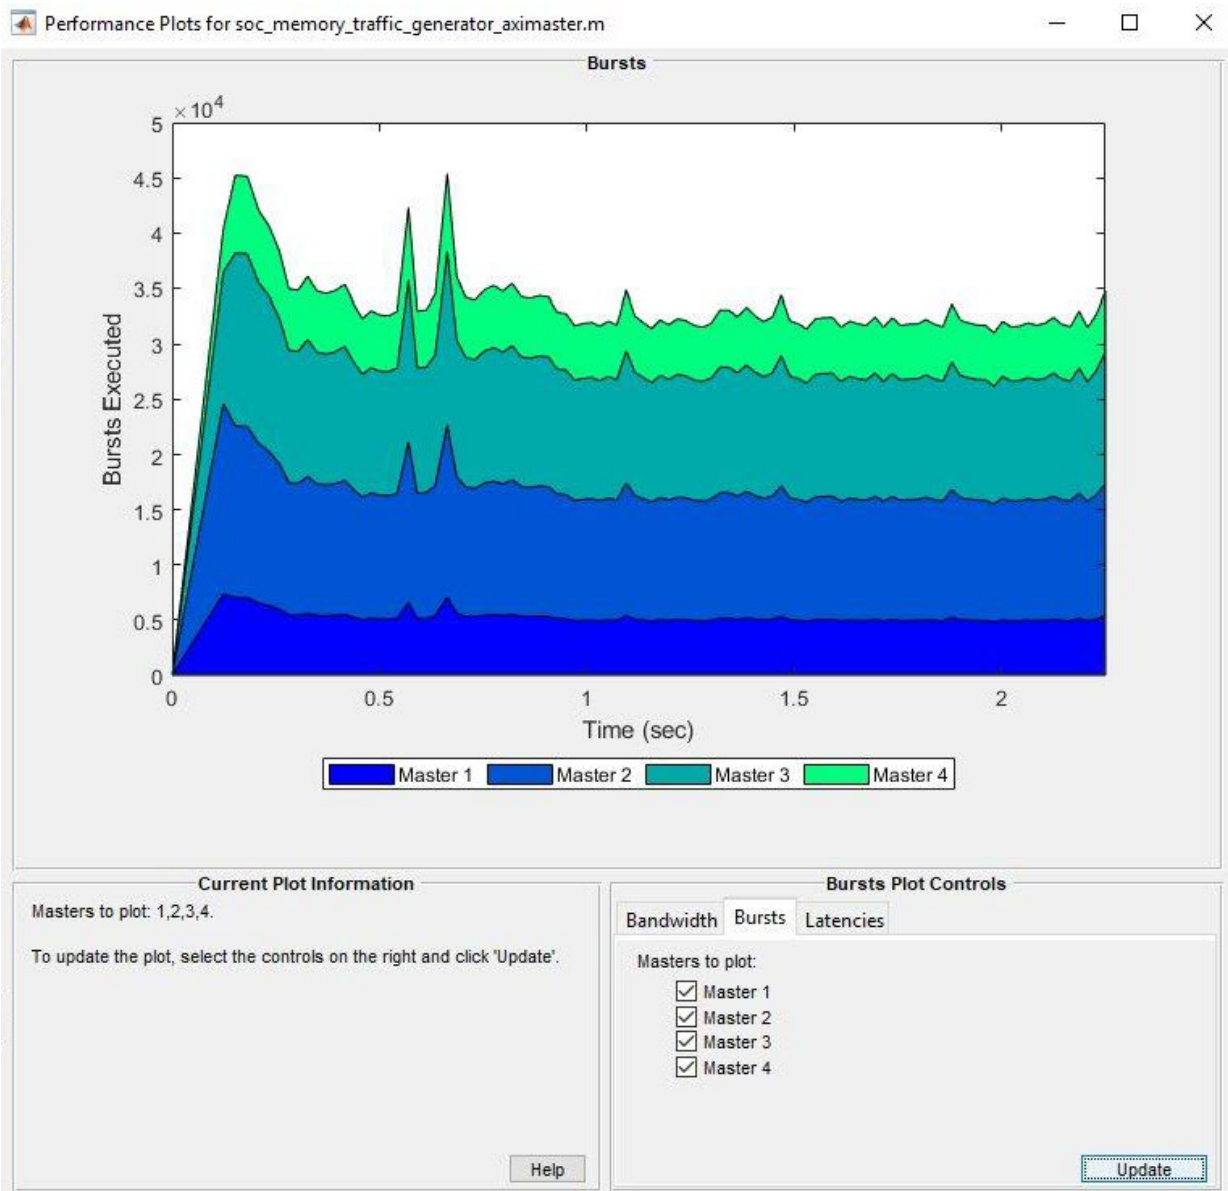 Performance Plots for soc_memory_traffic_generator_aximaster.m
Bursts
×10⁴
5
4.5
4
3.5
3
2.5
2
1.5
1
0.5
0
Bursts Executed
0 0.5 1 1.5 2
Time (sec)
Master 1 Master 2 Master 3 Master 4
Current Plot Information
Masters to plot: 1,2,3,4.
To update the plot, select the controls on the right and click 'Update'.
Help
Bursts Plot Controls
Bandwidth Bursts Latencies
Masters to plot:
Master 1
Master 2
Master 3
Master 4
Update